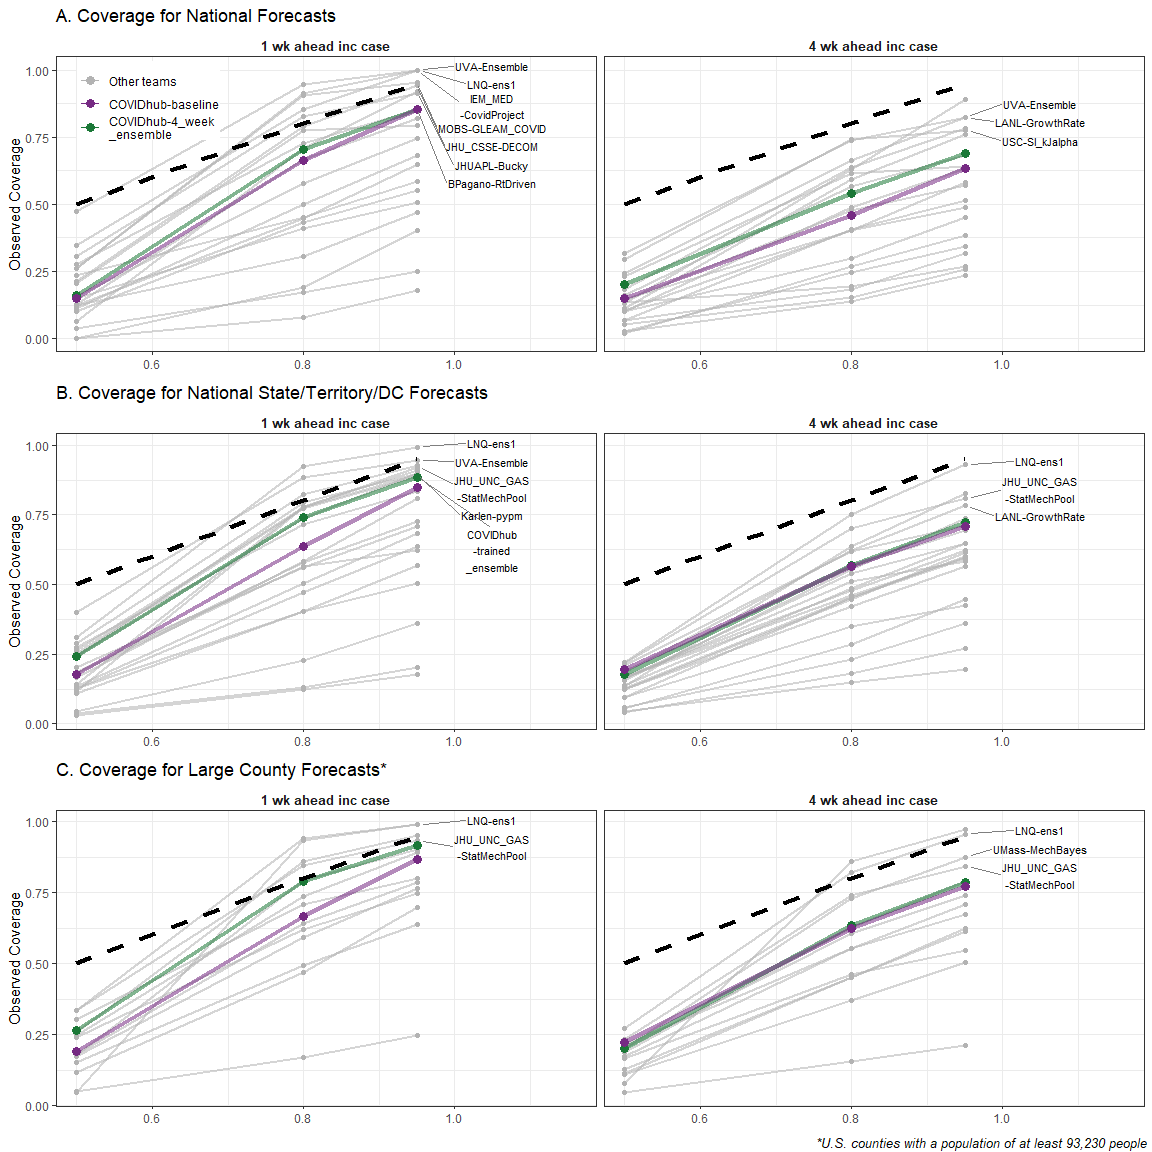 A. Coverage for National Forecasts
1 wk ahead inc case
4 wk ahead inc case
Observed Coverage
1.00
0.75
0.50
0.25
0.00
Other teams
COVIDhub-baseline
COVIDhub-4_week
_ensemble
UVA-Ensemble
LNQ-ens1
IEM_MED
-CovidProject
MOBS-GLEAM_COVID
JHU_CSSE-DECOM
JHUAPL-Bucky
BPagano-RtDriven
UVA-Ensemble
LANL-GrowthRate
USC-SI_kJalpha
0.6
0.8
1.0
0.6
0.8
1.0
B. Coverage for National State/Territory/DC Forecasts
1 wk ahead inc case
4 wk ahead inc case
Observed Coverage
1.00
0.75
0.50
0.25
0.00
LNQ-ens1
UVA-Ensemble
JHU_UNC_GAS
-StatMechPool
Karlen-pypm
COVIDhub
-trained
_ensemble
LNQ-ens1
JHU_UNC_GAS
-StatMechPool
LANL-GrowthRate
0.6
0.8
1.0
0.6
0.8
1.0
C. Coverage for Large County Forecasts*
1 wk ahead inc case
4 wk ahead inc case
Observed Coverage
1.00
0.75
0.50
0.25
0.00
LNQ-ens1
JHU_UNC_GAS
-StatMechPool
LNQ-ens1
UMass-MechBayes
JHU_UNC_GAS
-StatMechPool
0.6
0.8
1.0
0.6
0.8
1.0
*U.S. counties with a population of at least 93,230 people